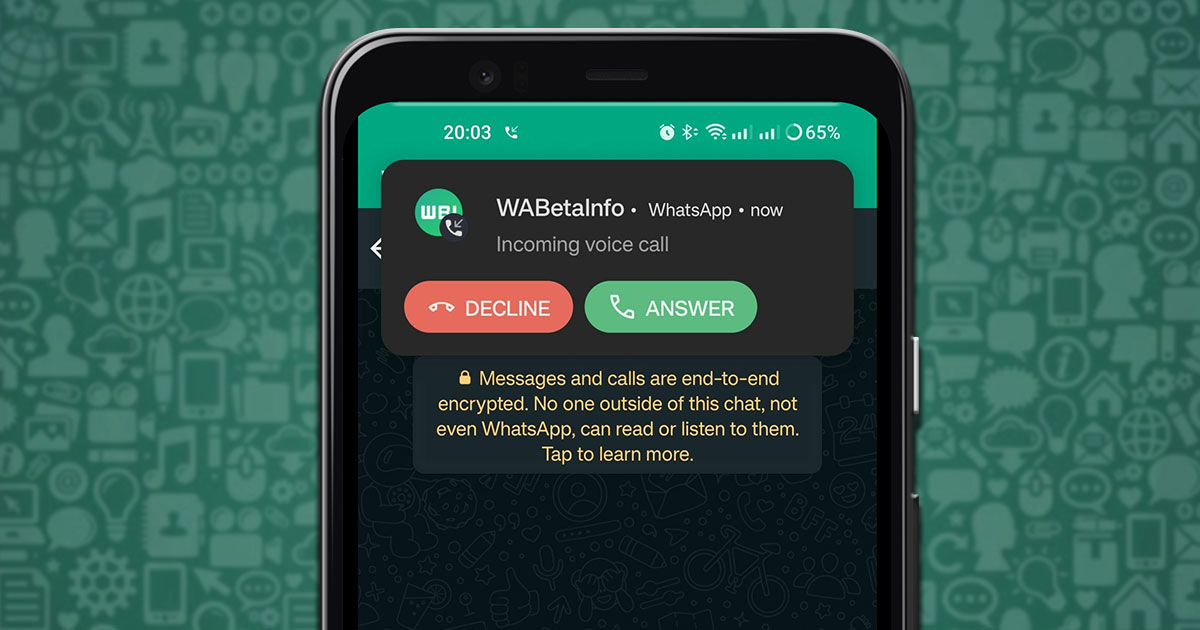 20:03 65%
WABetaInfo • WhatsApp • now
WBI
Incoming voice call
DECLINE ANSWER
🔒 Messages and calls are end-to-end
encrypted. No one outside of this chat, not
even WhatsApp, can read or listen to them.
Tap to learn more.
BFF
24